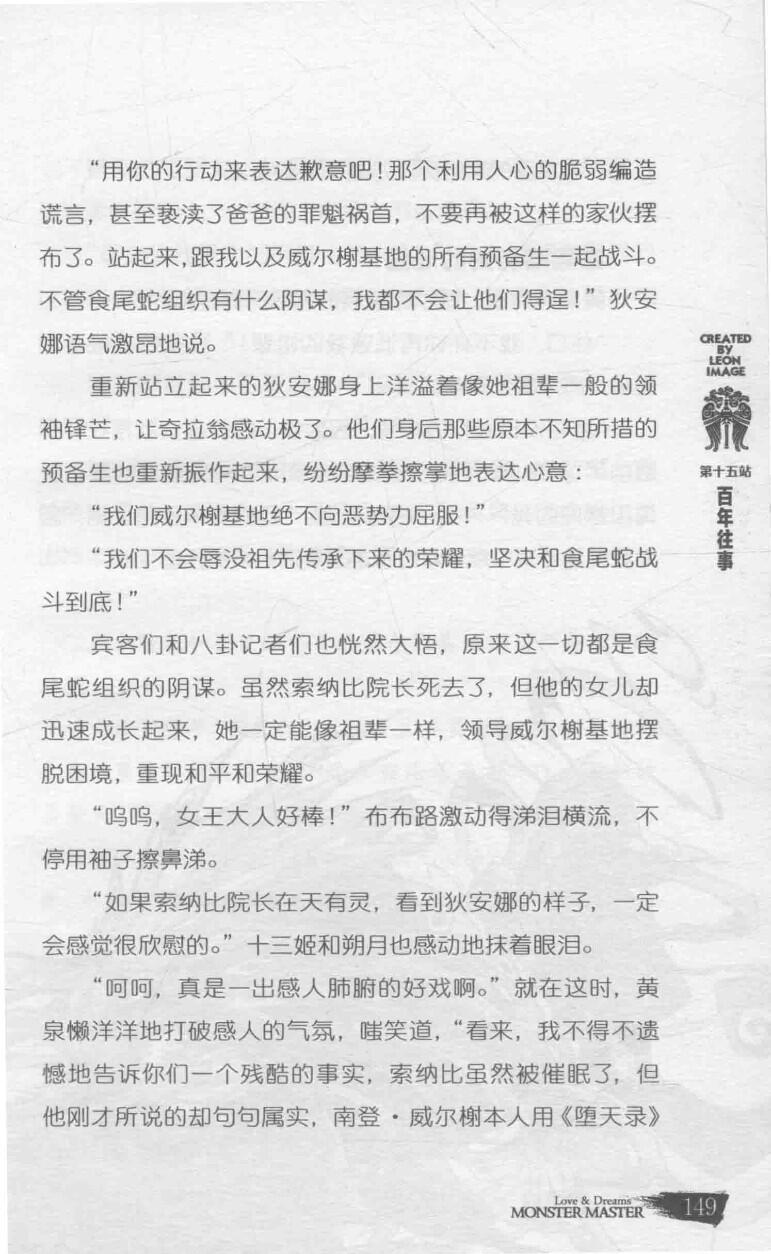 “用你的行动来表达歉意吧！那个利用人心的脆弱编造
谎言，甚至亵渎了爸爸的罪魁祸首，不要再被这样的家伙摆
布了。站起来，跟我以及威尔榭基地的所有预备生一起战斗。
不管食尾蛇组织有什么阴谋，我都不会让他们得逞！”狄安
娜语气激昂地说。
重新站立起来的狄安娜身上洋溢着像她祖辈一般的领
袖锋芒，让奇拉翁感动极了。他们身后那些原本不知所措的
预备生也重新振作起来，纷纷摩拳擦掌地表达心意：
“我们威尔榭基地绝不向恶势力屈服！”
“我们不会辱没祖先传承下来的荣耀，坚决和食尾蛇战
斗到底！”
宾客们和八卦记者们也恍然大悟，原来这一切都是食
尾蛇组织的阴谋。虽然索纳比院长死去了，但他的女儿却
迅速成长起来，她一定能像祖辈一样，领导威尔榭基地摆
脱困境，重现和平和荣耀。
“呜呜，女王大人好棒！”布布路激动得涕泪横流，不
停用袖子擦鼻涕。
“如果索纳比院长在天有灵，看到狄安娜的样子，一定
会感觉很欣慰的。”十三姬和朔月也感动地抹着眼泪。
“呵呵，真是一出感人肺腑的好戏啊。”就在这时，黄
泉懒洋洋地打破感人的气氛，嗤笑道，“看来，我不得不遗
憾地告诉你们一个残酷的事实，索纳比虽然被催眠了，但
他刚才所说的却句句属实，南登·威尔榭本人用《堕天录》
CREATED
BY
LEON
IMAGE
第十五站
百年往事
Love & Dreams
MONSTER MASTER
149